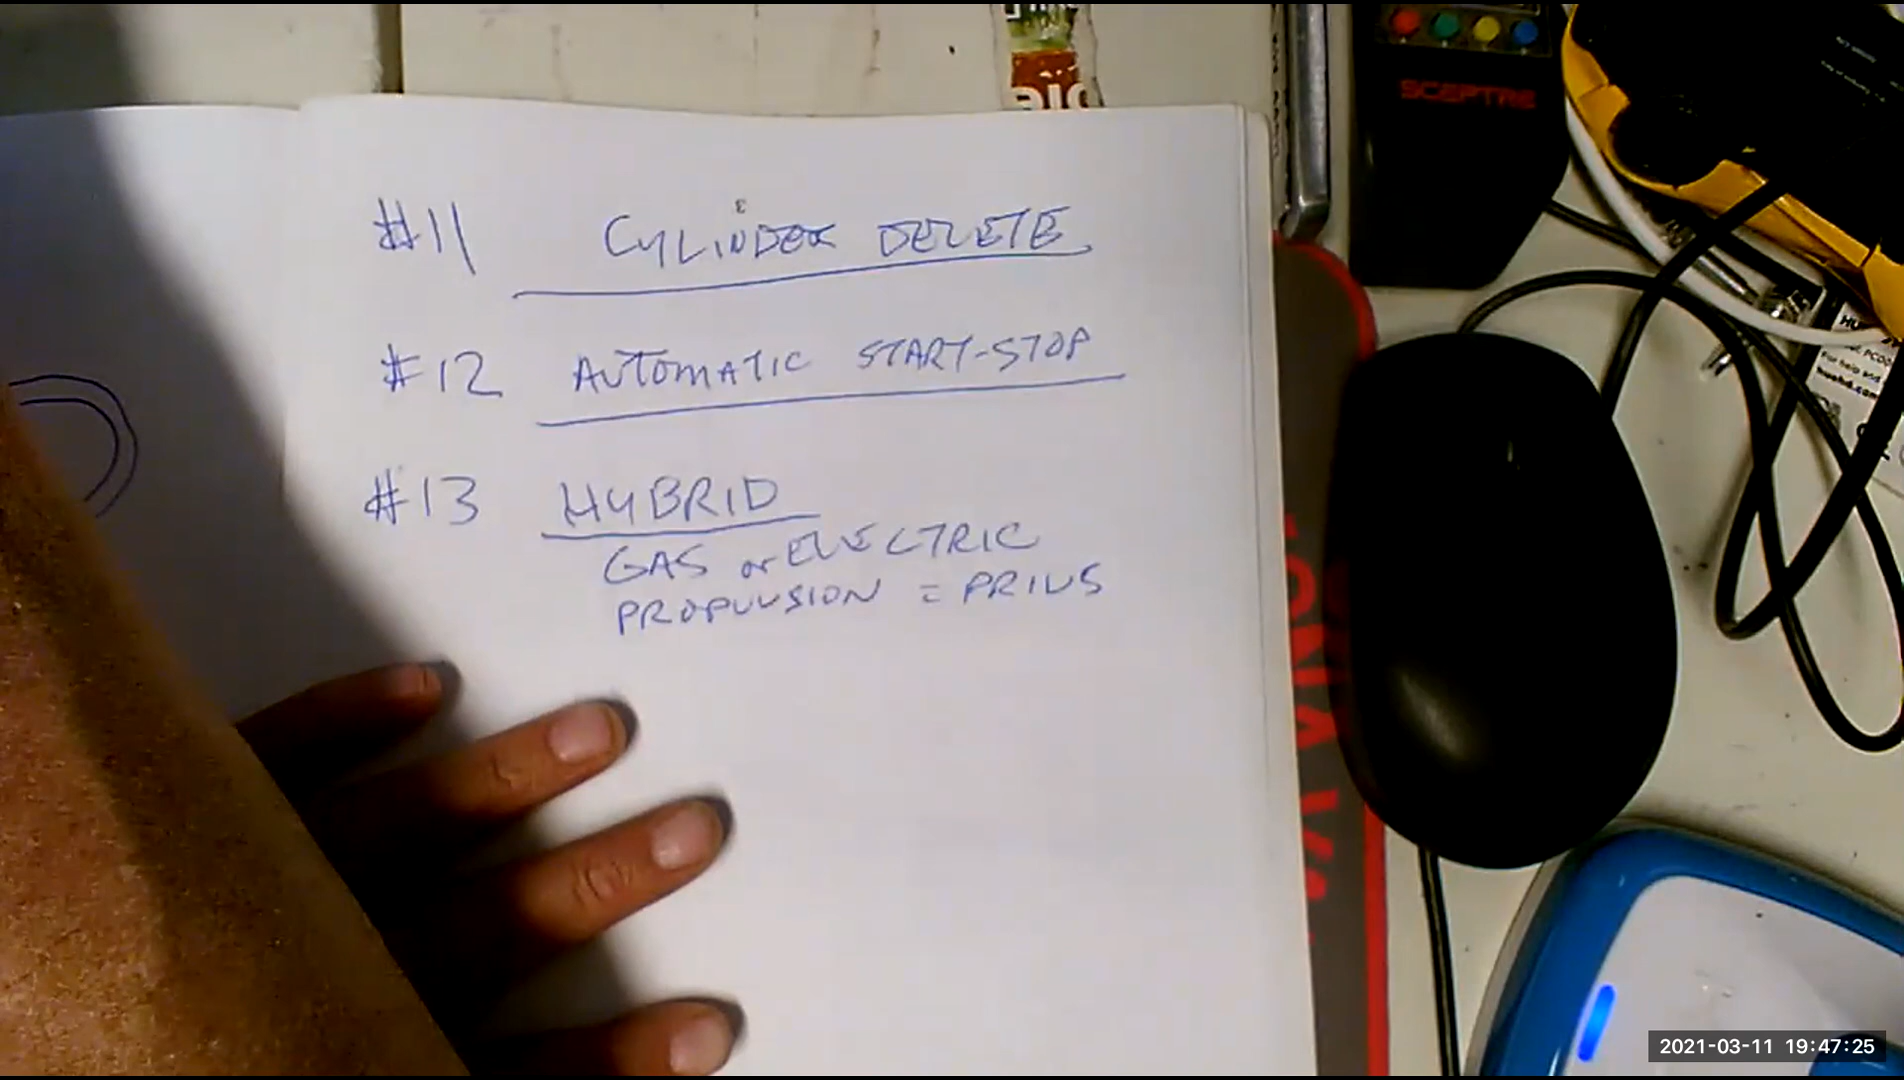 #11 CYLINDER DELETE
#12 AUTOMATIC START-STOP
#13 HYBRID
GAS or ELECTRIC
PROPULSION = PRIUS
SCEPTRE
2021-03-11 19:47:25